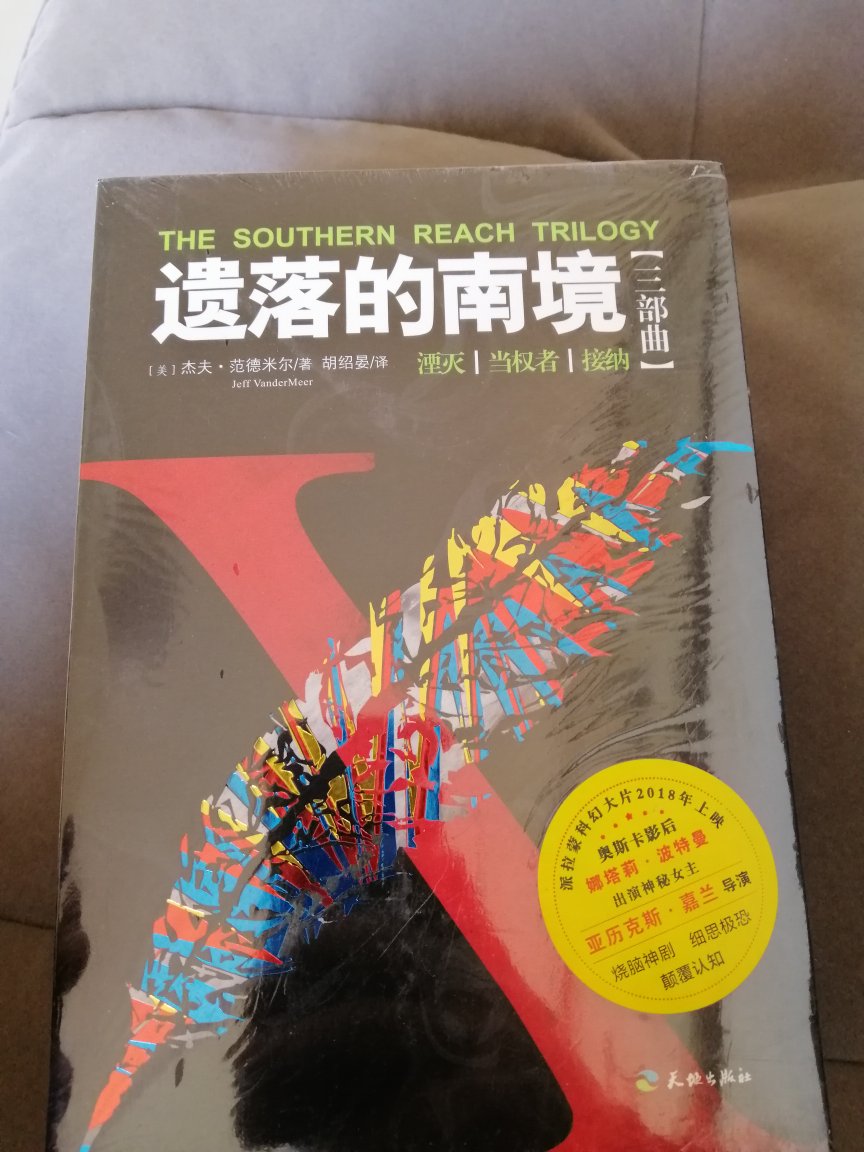 THE SOUTHERN REACH TRILOGY
遗落的南境
【三部曲】
[美] 杰夫·范德米尔/著 胡绍晏/译
Jeff VanderMeer
湮灭|当权者|接纳
X
派拉蒙科幻大片2018年上映
奥斯卡影后
娜塔莉·波特曼
出演神秘女主
亚历克斯·嘉兰 导演
烧脑神剧 细思极恐
颠覆认知
天地出版社